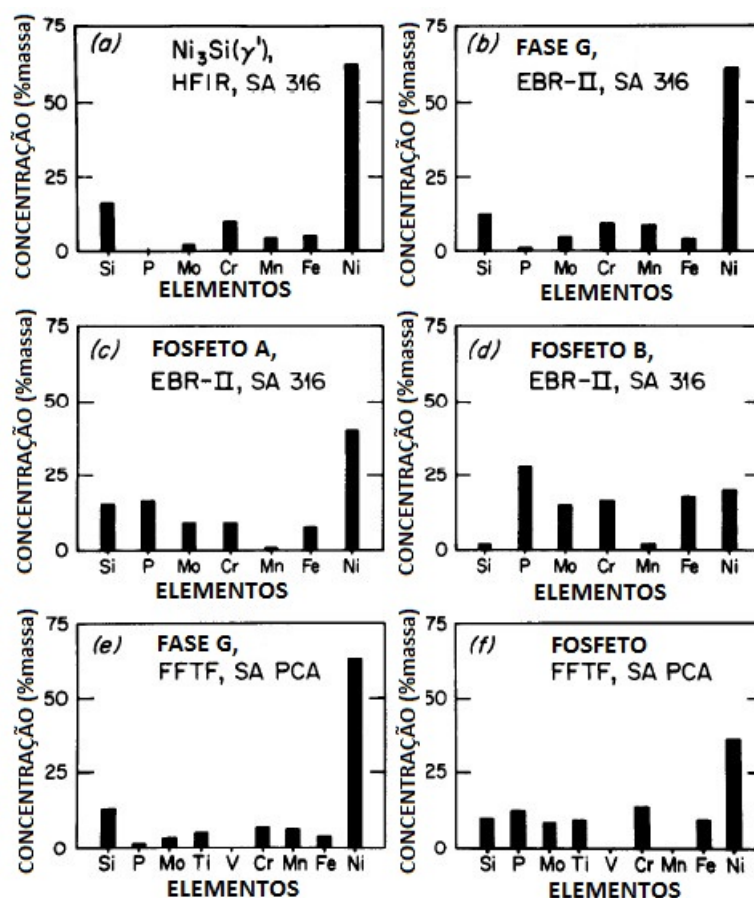 (a) Ni₃Si(γ'),
HFIR, SA 316
CONCENTRAÇÃO (%massa)
75
50
25
0
Si P Mo Cr Mn Fe Ni
ELEMENTOS
(b) FASE G,
EBR-II, SA 316
CONCENTRAÇÃO (%massa)
75
50
25
0
Si P Mo Cr Mn Fe Ni
ELEMENTOS
(c) FOSFETO A,
EBR-II, SA 316
CONCENTRAÇÃO (%massa)
75
50
25
0
Si P Mo Cr Mn Fe Ni
ELEMENTOS
(d) FOSFETO B,
EBR-II, SA 316
CONCENTRAÇÃO (%massa)
75
50
25
0
Si P Mo Cr Mn Fe Ni
ELEMENTOS
(e) FASE G,
FFTF, SA PCA
CONCENTRAÇÃO (%massa)
75
50
25
0
Si P Mo Ti V Cr Mn Fe Ni
ELEMENTOS
(f) FOSFETO
FFTF, SA PCA
CONCENTRAÇÃO (%massa)
75
50
25
0
Si P Mo Ti V Cr Mn Fe Ni
ELEMENTOS